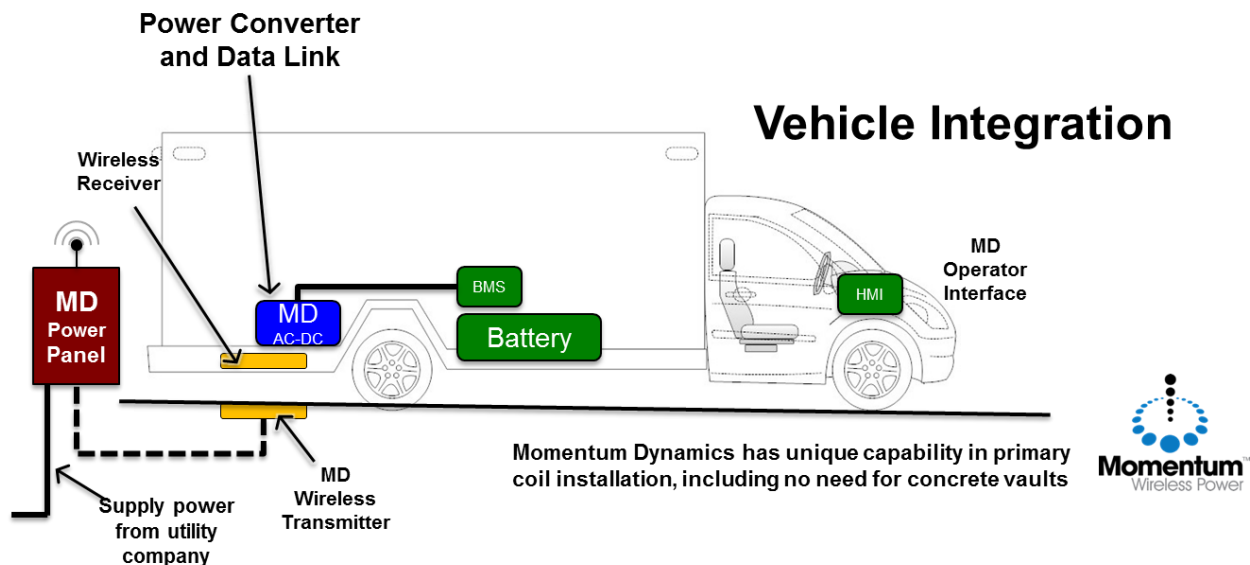 Power Converter
and Data Link
Vehicle Integration
Wireless
Receiver
MD
Power
Panel
MD
AC-DC
BMS
Battery
HMI
MD
Operator
Interface
Supply power
from utility
company
MD
Wireless
Transmitter
Momentum Dynamics has unique capability in primary
coil installation, including no need for concrete vaults
Momentum™
Wireless Power